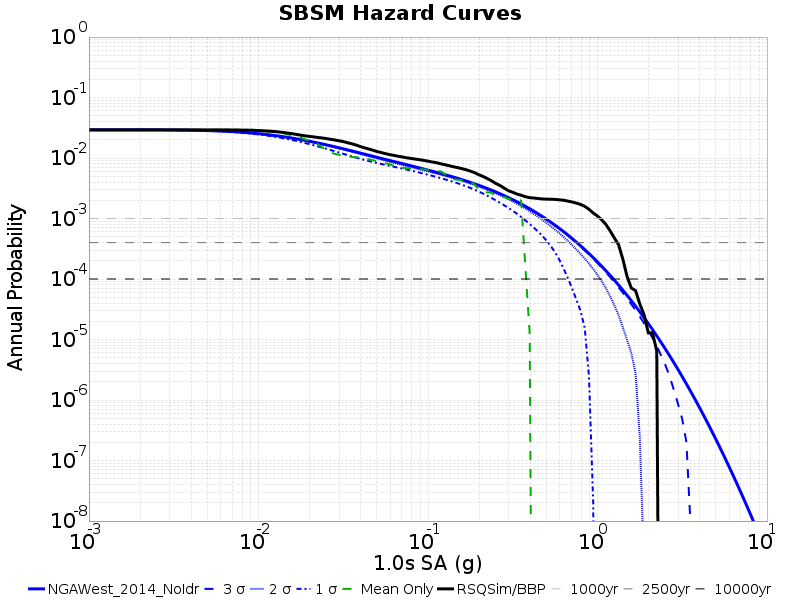 SBSM Hazard Curves
10^0
10^-1
10^-2
10^-3
10^-4
10^-5
10^-6
10^-7
10^-8
Annual Probability
10^-3 10^-2 10^-1 10^0 10^1
1.0s SA (g)
NGAWest_2014_NoIdr 3 σ 2 σ 1 σ Mean Only RSQSim/BBP 1000yr 2500yr 10000yr